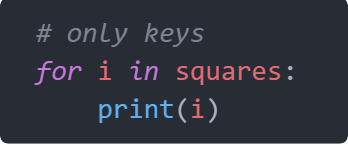 # only keys
for i in squares:
    print(i)